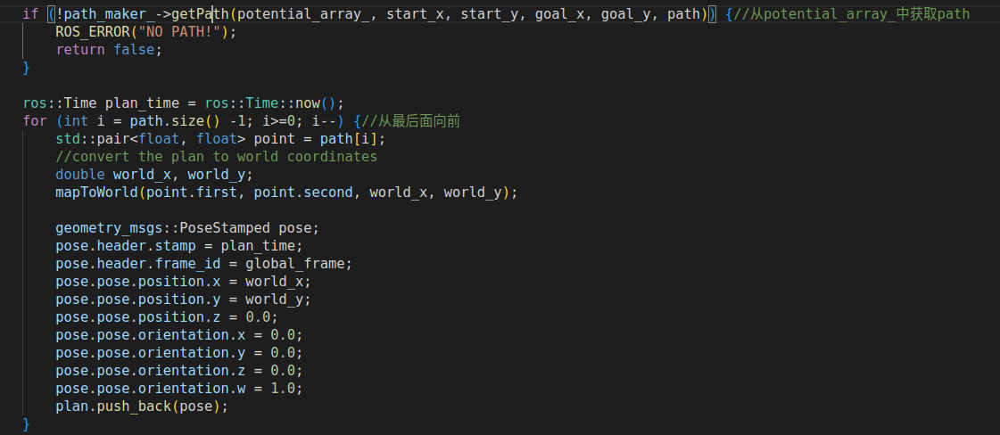 if (!path_maker_->getPath(potential_array_, start_x, start_y, goal_x, goal_y, path)) {//从potential_array_中获取path
ROS_ERROR("NO PATH!");
return false;
}
ros::Time plan_time = ros::Time::now();
for (int i = path.size() -1; i>=0; i--) {//从最后面向前
std::pair<float, float> point = path[i];
//convert the plan to world coordinates
double world_x, world_y;
mapToWorld(point.first, point.second, world_x, world_y);
geometry_msgs::PoseStamped pose;
pose.header.stamp = plan_time;
pose.header.frame_id = global_frame;
pose.pose.position.x = world_x;
pose.pose.position.y = world_y;
pose.pose.position.z = 0.0;
pose.pose.orientation.x = 0.0;
pose.pose.orientation.y = 0.0;
pose.pose.orientation.z = 0.0;
pose.pose.orientation.w = 1.0;
plan.push_back(pose);
}